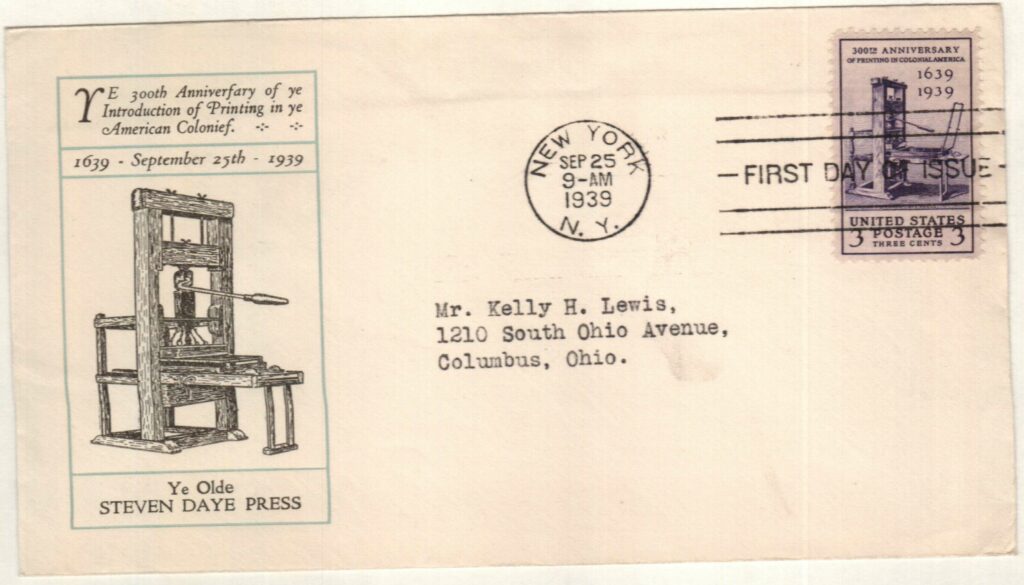 YE 300th Anniverſary of ye
Introduction of Printing in ye
American Colonieſ.
1639 - September 25th - 1939
Ye Olde
STEVEN DAYE PRESS
NEW YORK
SEP 25
9-AM
1939
N. Y.
FIRST DAY OF ISSUE
300TH ANNIVERSARY
OF PRINTING IN COLONIAL AMERICA
1639
1939
UNITED STATES
3 POSTAGE 3
THREE CENTS
Mr. Kelly H. Lewis,
1210 South Ohio Avenue,
Columbus, Ohio.